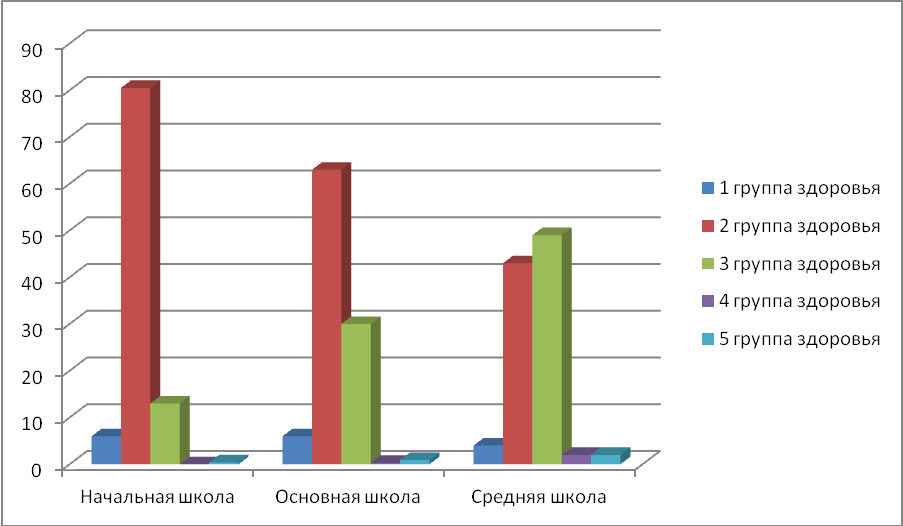 90
80
70
60
50
40
30
20
10
0
Начальная школа
Основная школа
Средняя школа
1 группа здоровья
2 группа здоровья
3 группа здоровья
4 группа здоровья
5 группа здоровья